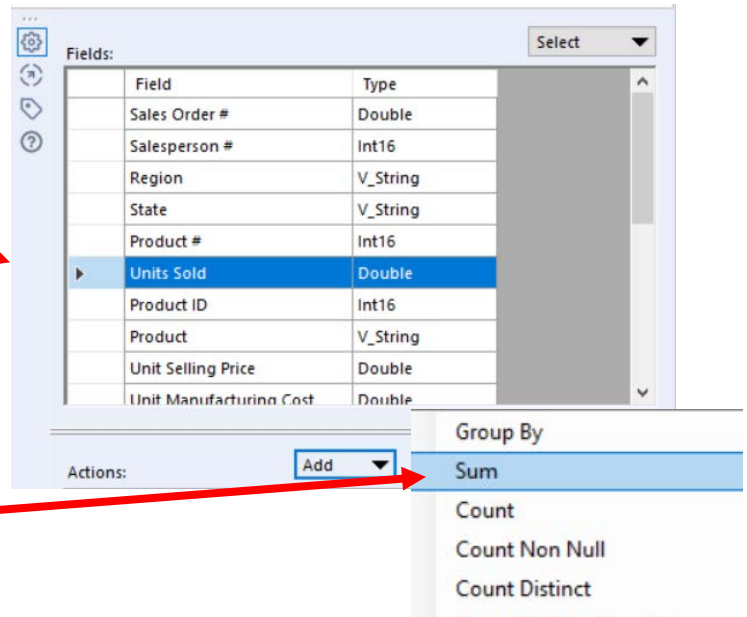 Select
Fields:
Field Type
Sales Order # Double
Salesperson # Int16
Region V_String
State V_String
Product # Int16
Units Sold Double
Product ID Int16
Product V_String
Unit Selling Price Double
Unit Manufacturing Cost Double
Actions: Add
Group By
Sum
Count
Count Non Null
Count Distinct